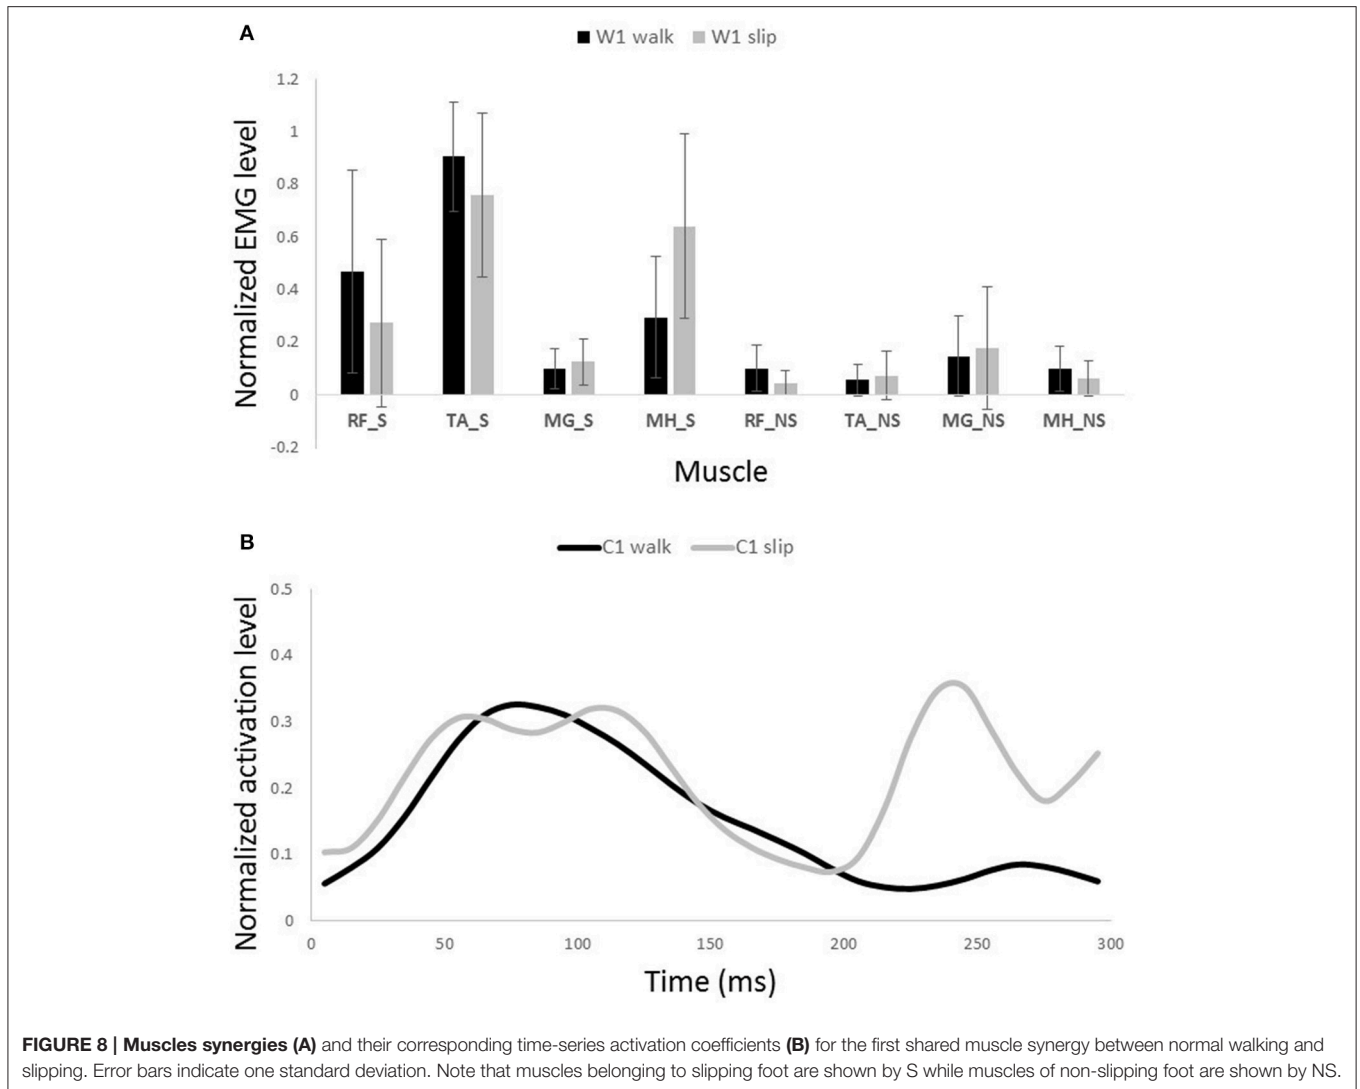 A
W1 walk W1 slip
1.2
1
0.8
0.6
0.4
0.2
0
-0.2
Normalized EMG level
RF_S TA_S MG_S MH_S RF_NS TA_NS MG_NS MH_NS
Muscle
B
C1 walk C1 slip
0.5
0.4
0.3
0.2
0.1
0
Normalized activation level
0 50 100 150 200 250 300
Time (ms)
FIGURE 8 | Muscles synergies (A) and their corresponding time-series activation coefficients (B) for the first shared muscle synergy between normal walking and
slipping. Error bars indicate one standard deviation. Note that muscles belonging to slipping foot are shown by S while muscles of non-slipping foot are shown by NS.